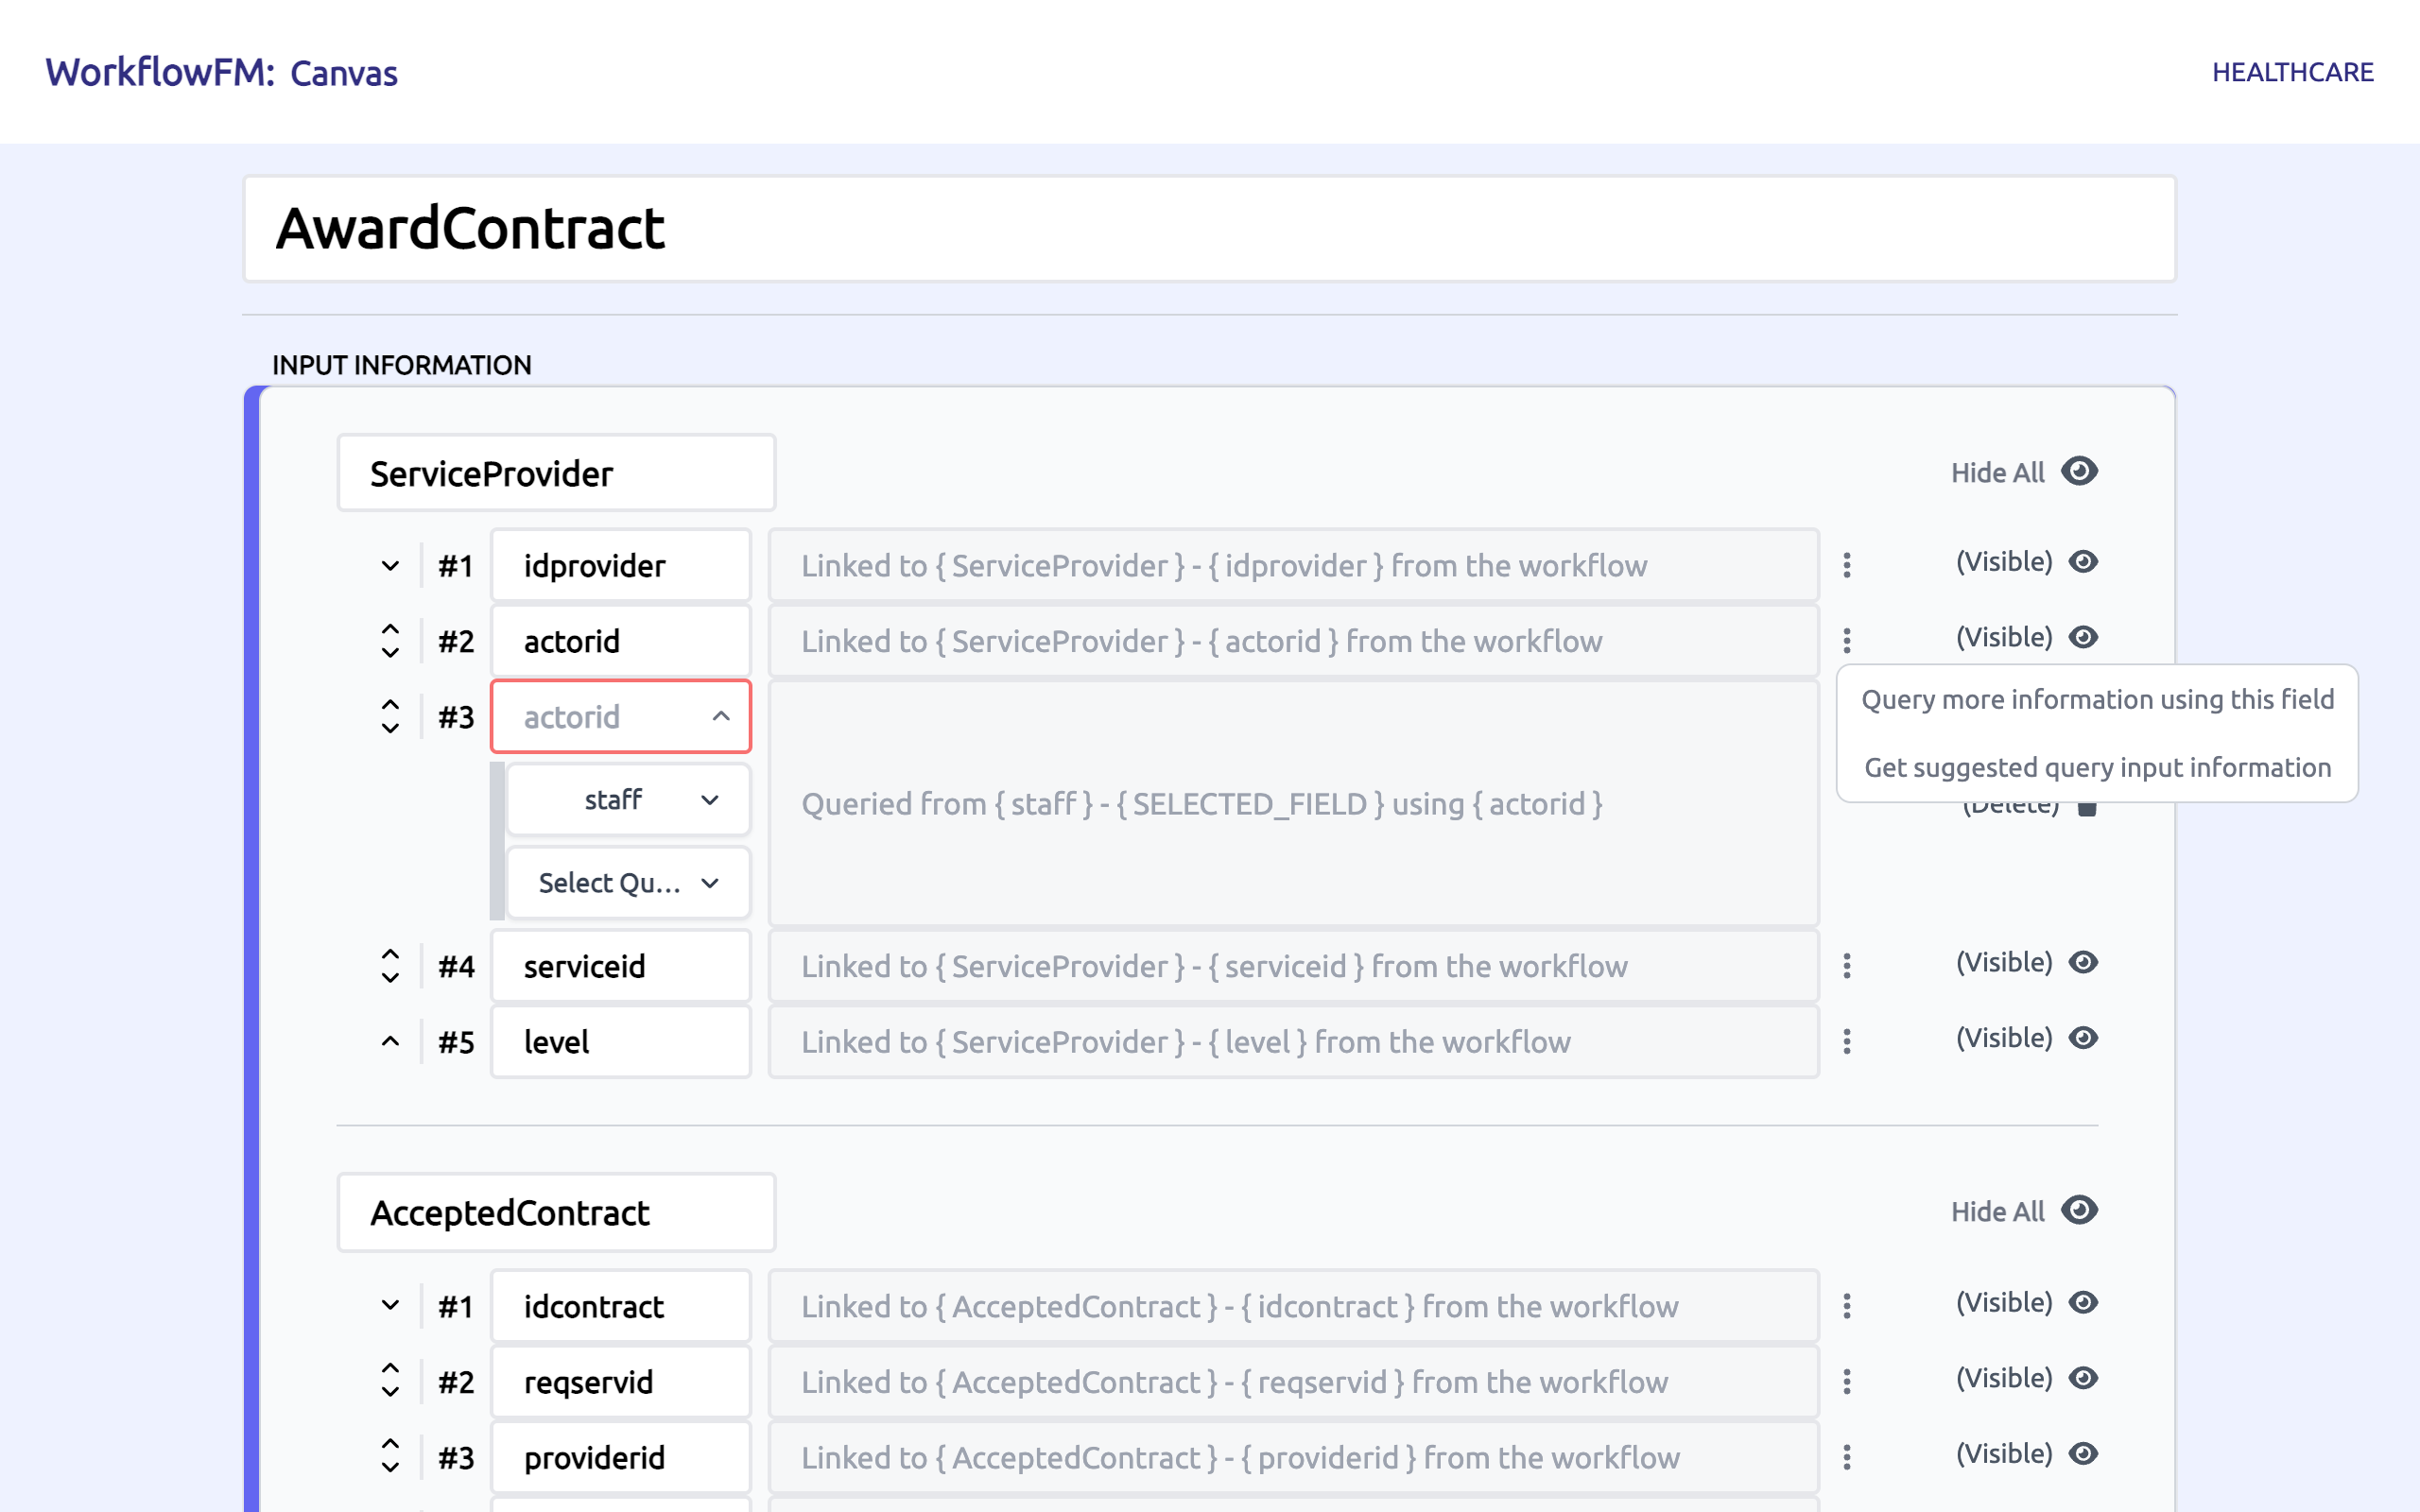 WorkflowFM: Canvas
HEALTHCARE
AwardContract
INPUT INFORMATION
ServiceProvider
Hide All
#1 idprovider Linked to { ServiceProvider } - { idprovider } from the workflow (Visible)
#2 actorid Linked to { ServiceProvider } - { actorid } from the workflow (Visible)
Query more information using this field
#3 actorid
Get suggested query input information
staff
Queried from { staff } - { SELECTED_FIELD } using { actorid }
(Delete)
Select Qu...
#4 serviceid Linked to { ServiceProvider } - { serviceid } from the workflow (Visible)
#5 level Linked to { ServiceProvider } - { level } from the workflow (Visible)
AcceptedContract
Hide All
#1 idcontract Linked to { AcceptedContract } - { idcontract } from the workflow (Visible)
#2 reqservid Linked to { AcceptedContract } - { reqservid } from the workflow (Visible)
#3 providerid Linked to { AcceptedContract } - { providerid } from the workflow (Visible)